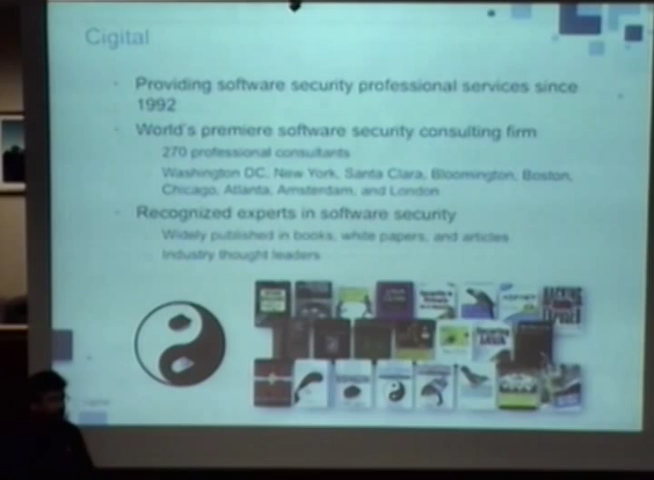 Cigital
Providing software security professional services since
1992
World's premiere software security consulting firm
270 professional consultants
Washington DC, New York, Santa Clara, Bloomington, Boston,
Chicago, Atlanta, Amsterdam, and London
Recognized experts in software security
Widely published in books, white papers, and articles
Industry thought leaders
HACKING
EXPOSED